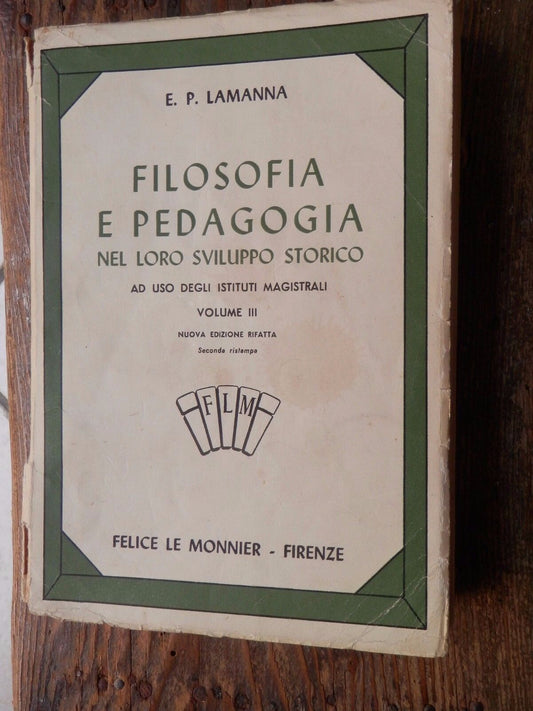 E. P. LAMANNA
FILOSOFIA
E PEDAGOGIA
NEL LORO SVILUPPO STORICO
AD USO DEGLI ISTITUTI MAGISTRALI
VOLUME III
NUOVA EDIZIONE RIFATTA
Seconda ristampa
FLM
FELICE LE MONNIER - FIRENZE